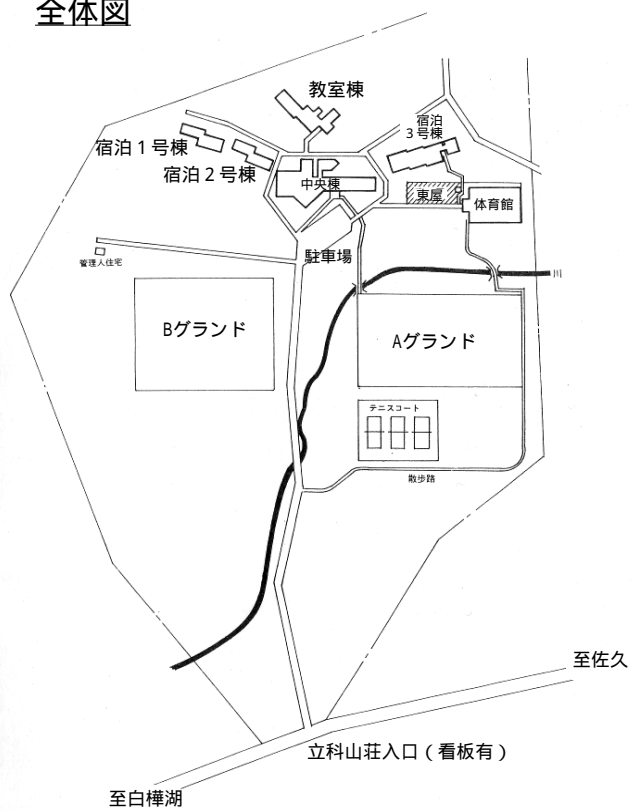 全体図
教室棟
宿泊
3号棟
宿泊1号棟
宿泊2号棟
中央棟
東屋
体育館
駐車場
管理人住宅
川
Bグランド
Aグランド
テニスコート
散歩路
至佐久
立科山荘入口(看板有)
至白樺湖